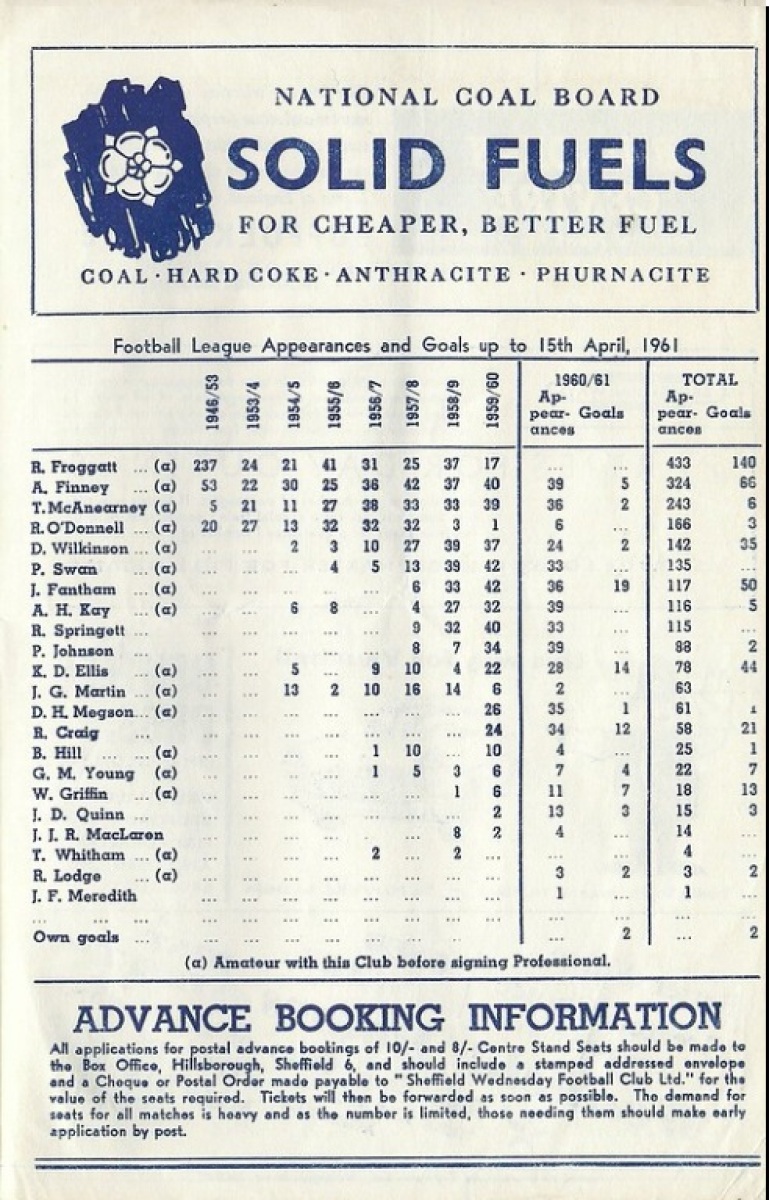 NATIONAL COAL BOARD
SOLID FUELS
FOR CHEAPER, BETTER FUEL
COAL · HARD COKE · ANTHRACITE · PHURNACITE
Football League Appearances and Goals up to 15th April, 1961
1946/53 1953/4 1954/5 1955/6 1956/7 1957/8 1958/9 1959/60 1960/61 Ap-pear-ances Goals TOTAL Ap-pear-ances Goals
R. Froggatt ... (a) 237 24 21 41 31 25 37 17 ... ... 433 140
A. Finney ... (a) 53 22 30 25 36 42 37 40 39 5 324 66
T. McAnearney (a) 5 21 11 27 38 33 33 39 36 2 243 6
R. O'Donnell ... (a) 20 27 13 32 32 32 3 1 6 ... 166 3
D. Wilkinson ... (a) ... ... 2 3 10 27 39 37 24 2 142 35
P. Swan ... (a) ... ... ... 4 5 13 39 42 33 ... 135 ...
J. Fantham ... (a) ... ... ... ... ... 6 33 42 36 19 117 50
A. H. Kay ... (a) ... ... 6 8 ... 4 27 32 39 ... 116 5
R. Springett ... ... ... ... ... ... 9 32 40 33 ... 115 ...
P. Johnson ... ... ... ... ... ... 8 7 34 39 ... 88 2
K. D. Ellis ... (a) ... ... 5 ... 9 10 4 22 28 14 78 44
J. G. Martin ... (a) ... ... 13 2 10 16 14 6 2 ... 63 ...
D. H. Megson ... (a) ... ... ... ... ... ... ... 26 35 1 61 1
R. Craig ... ... ... ... ... ... ... ... 24 34 12 58 21
B. Hill ... ... (a) ... ... ... ... 1 10 ... 10 4 ... 25 1
G. M. Young (a) ... ... ... ... 1 5 3 6 7 4 22 7
W. Griffin ... (a) ... ... ... ... ... ... 1 6 11 7 18 13
J. D. Quinn ... ... ... ... ... ... ... ... 2 13 3 15 3
J. J. R. MacLaren ... ... ... ... ... ... 8 2 4 ... 14 ...
T. Whitham ... (a) ... ... ... ... 2 ... 2 ... ... ... 4 ...
R. Lodge ... (a) ... ... ... ... ... ... ... ... 3 2 3 2
J. F. Meredith ... ... ... ... ... ... ... ... 1 ... 1 ...
... ... ... ... ... ... ... ... ... ... ... ... ... ... ...
Own goals ... ... ... ... ... ... ... ... ... ... 2 ... 2
(a) Amateur with this Club before signing Professional.
ADVANCE BOOKING INFORMATION
All applications for postal advance bookings of 10/- and 8/- Centre Stand Seats should be made to
the Box Office, Hillsborough, Sheffield 6, and should include a stamped addressed envelope
and a Cheque or Postal Order made payable to "Sheffield Wednesday Football Club Ltd." for the
value of the seats required. Tickets will then be forwarded as soon as possible. The demand for
seats for all matches is heavy and as the number is limited, those needing them should make early
application by post.